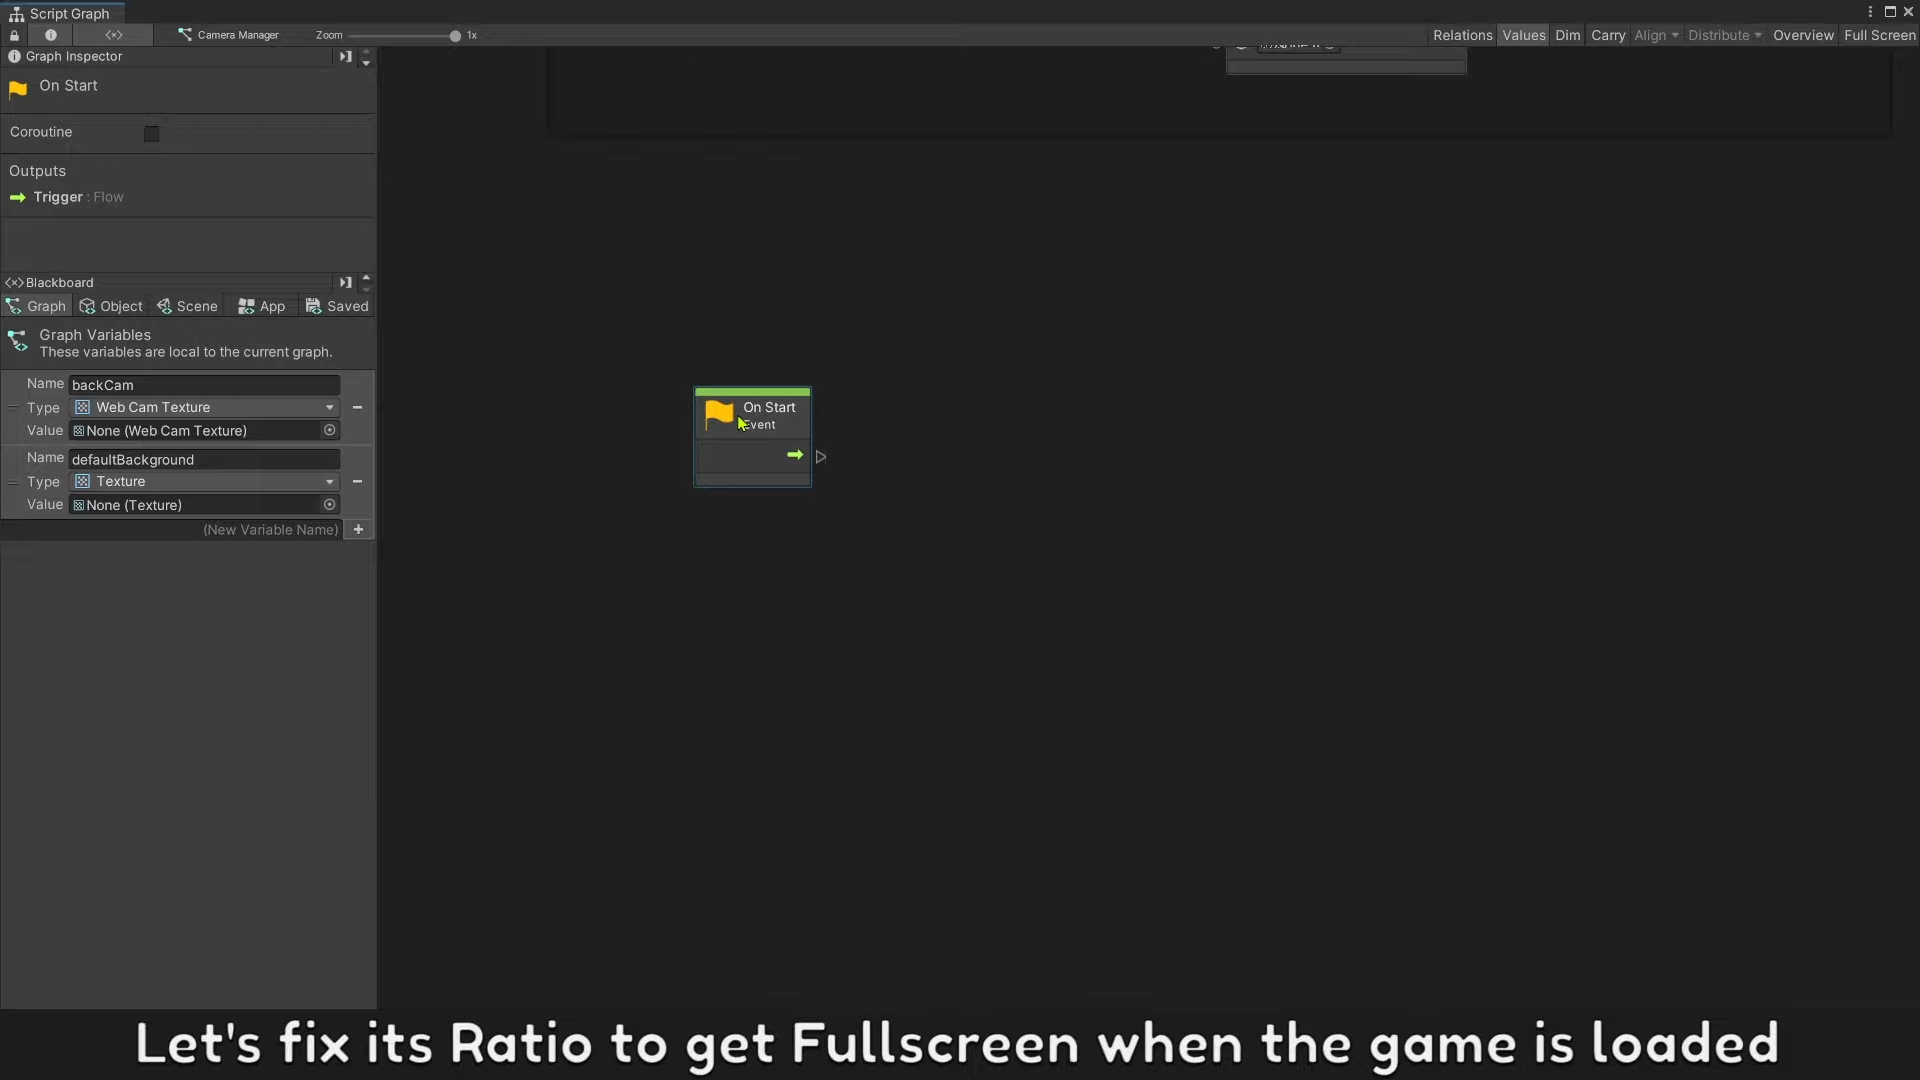 Script Graph
Camera Manager Zoom 1x Relations Values Dim Carry Align Distribute Overview Full Screen
Graph Inspector
On Start
Coroutine
Outputs
Trigger : Flow
Blackboard
Graph Object Scene App Saved
Graph Variables
These variables are local to the current graph.
Name backCam
Type Web Cam Texture
Value None (Web Cam Texture)
Name defaultBackground
Type Texture
Value None (Texture)
(New Variable Name)
On Start
Event
Let's fix its Ratio to get Fullscreen when the game is loaded